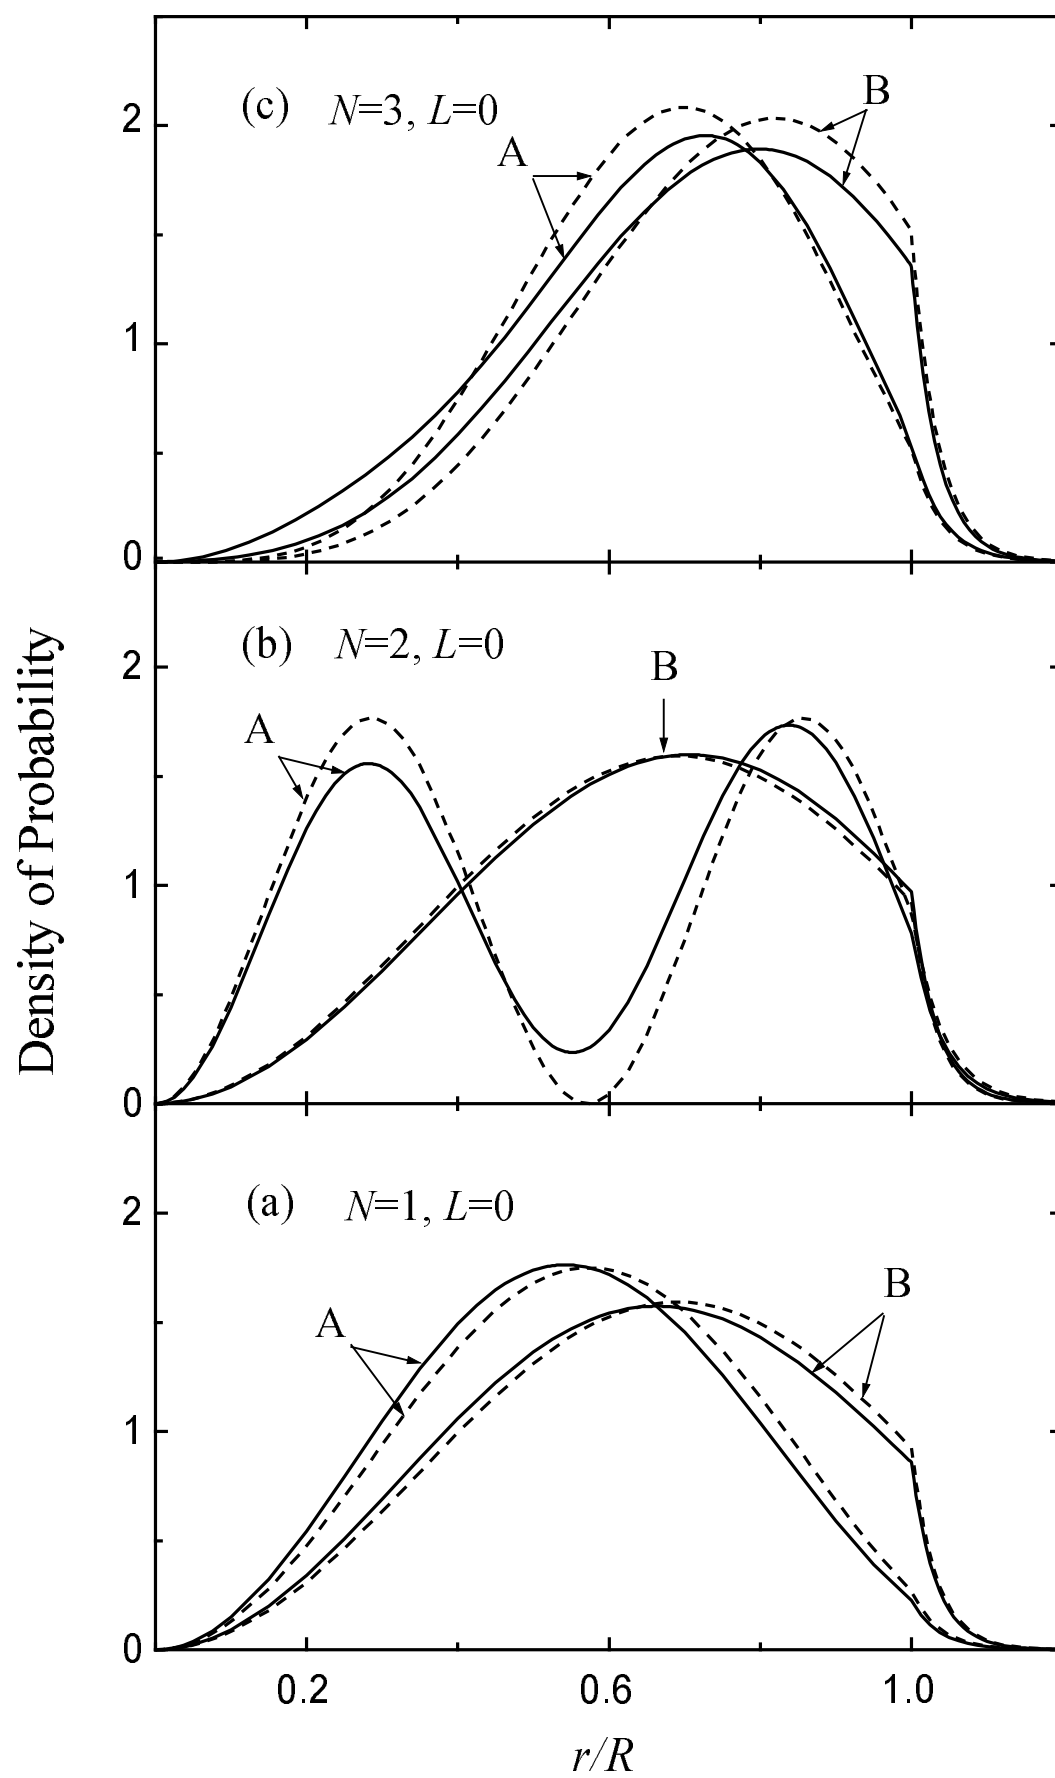 (c) N=3, L=0
A
B
2
1
0
(b) N=2, L=0
A
B
2
1
0
Density of Probability
(a) N=1, L=0
A
B
2
1
0
0.2 0.6 1.0
r/R